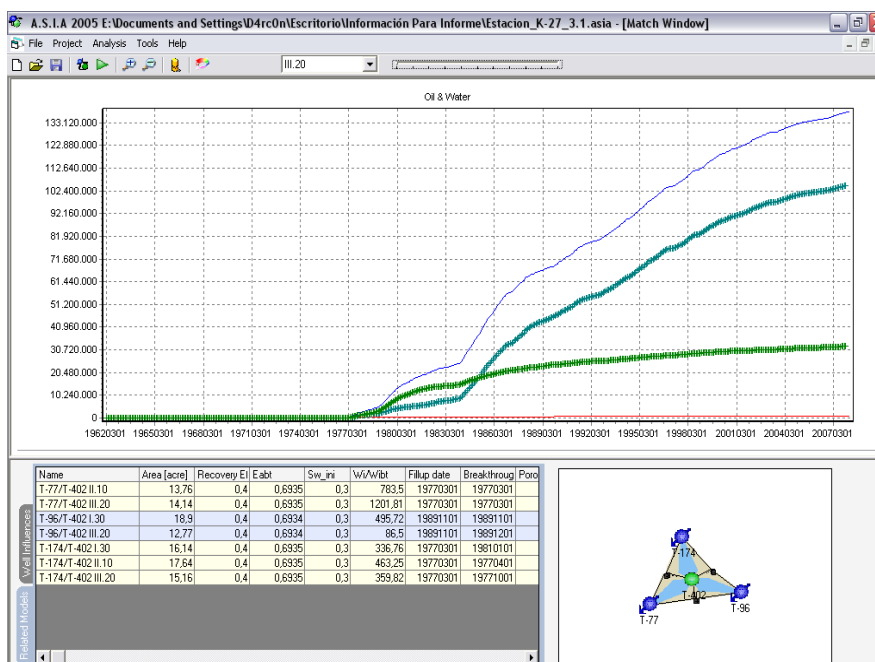 A.S.I.A 2005 E:\Documents and Settings\D4rc0n\Escritorio\Información Para Informe\Estacion_K-27_3.1.asia - [Match Window]
File Project Analysis Tools Help
III.20
Oil & Water
133.120.000
122.880.000
112.640.000
102.400.000
92.160.000
81.920.000
71.680.000
61.440.000
51.200.000
40.960.000
30.720.000
20.480.000
10.240.000
0
19620301 19650301 19680301 19710301 19740301 19770301 19800301 19830301 19860301 19890301 19920301 19950301 19980301 20010301 20040301 20070301
Name Area [acre] Recovery El Eabt Sw_ini Wi/Wibt Fillup date Breakthroug Poro
T-77/T-402 II.10 13,76 0,4 0,6935 0,3 783,5 19770301 19770301
T-77/T-402 III.20 14,14 0,4 0,6935 0,3 1201,81 19770301 19770301
T-96/T-402 I.30 18,9 0,4 0,6934 0,3 495,72 19891101 19891101
T-96/T-402 III.20 12,77 0,4 0,6934 0,3 86,5 19891101 19891201
T-174/T-402 I.30 16,14 0,4 0,6935 0,3 336,76 19770301 19810101
T-174/T-402 II.10 17,64 0,4 0,6935 0,3 463,25 19770301 19770401
T-174/T-402 III.20 15,16 0,4 0,6935 0,3 359,82 19770301 19771001
Well Influences
Related Models
T-174
T-402
T-77
T-96